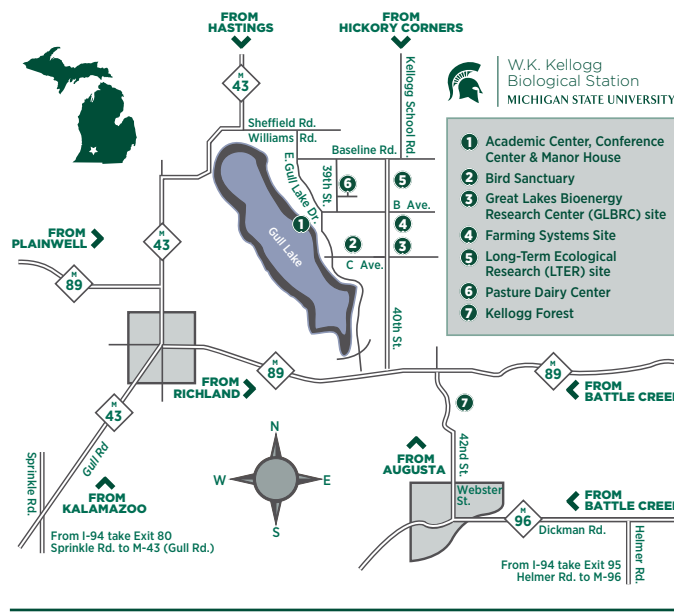 FROM
HASTINGS
FROM
HICKORY CORNERS
M
43
Kellogg School Rd.
W.K. Kellogg
Biological Station
MICHIGAN STATE UNIVERSITY
Sheffield Rd.
Williams Rd.
Baseline Rd.
E. Gull Lake Dr.
39th St.
6
5
B Ave.
1
4
2
3
C Ave.
Gull Lake
40th St.
1 Academic Center, Conference
Center & Manor House
2 Bird Sanctuary
3 Great Lakes Bioenergy
Research Center (GLBRC) site
4 Farming Systems Site
5 Long-Term Ecological
Research (LTER) site
6 Pasture Dairy Center
7 Kellogg Forest
FROM
PLAINWELL
M
43
M
89
FROM
RICHLAND
M
89
M
89
FROM
BATTLE CREEK
M
43
Gull Rd
Sprinkle Rd.
FROM
KALAMAZOO
From I-94 take Exit 80
Sprinkle Rd. to M-43 (Gull Rd.)
N
W
E
S
7
42nd St.
FROM
AUGUSTA
Webster
St.
M
96
Dickman Rd.
FROM
BATTLE CREEK
Helmer Rd.
From I-94 take Exit 95
Helmer Rd. to M-96